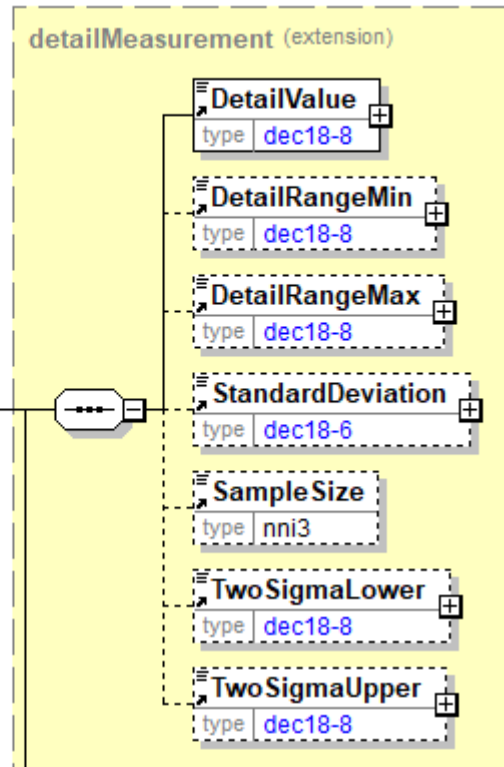 detailMeasurement (extension)
DetailValue
type dec18-8
DetailRangeMin
type dec18-8
DetailRangeMax
type dec18-8
StandardDeviation
type dec18-6
SampleSize
type nni3
TwoSigmaLower
type dec18-8
TwoSigmaUpper
type dec18-8